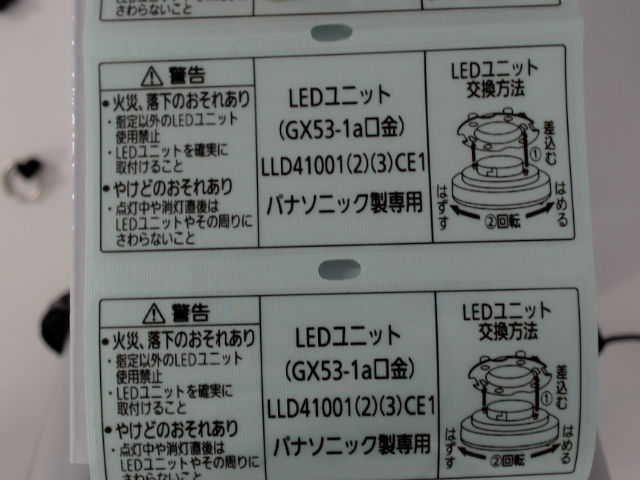 LEDユニットやその周りに
さわらないこと
警告
●火災、落下のおそれあり
・指定以外のLEDユニット
使用禁止
・LEDユニットを確実に
取付けること
●やけどのおそれあり
・点灯中や消灯直後は
LEDユニットやその周りに
さわらないこと
LEDユニット
(GX53-1a口金)
LLD41001(2)(3)CE1
パナソニック製専用
LEDユニット
交換方法
差込む
①
はずす
はめる
②回転
警告
●火災、落下のおそれあり
・指定以外のLEDユニット
使用禁止
・LEDユニットを確実に
取付けること
●やけどのおそれあり
・点灯中や消灯直後は
LEDユニットやその周りに
さわらないこと
LEDユニット
(GX53-1a口金)
LLD41001(2)(3)CE1
パナソニック製専用
LEDユニット
交換方法
差込む
①
はずす
はめる
②回転